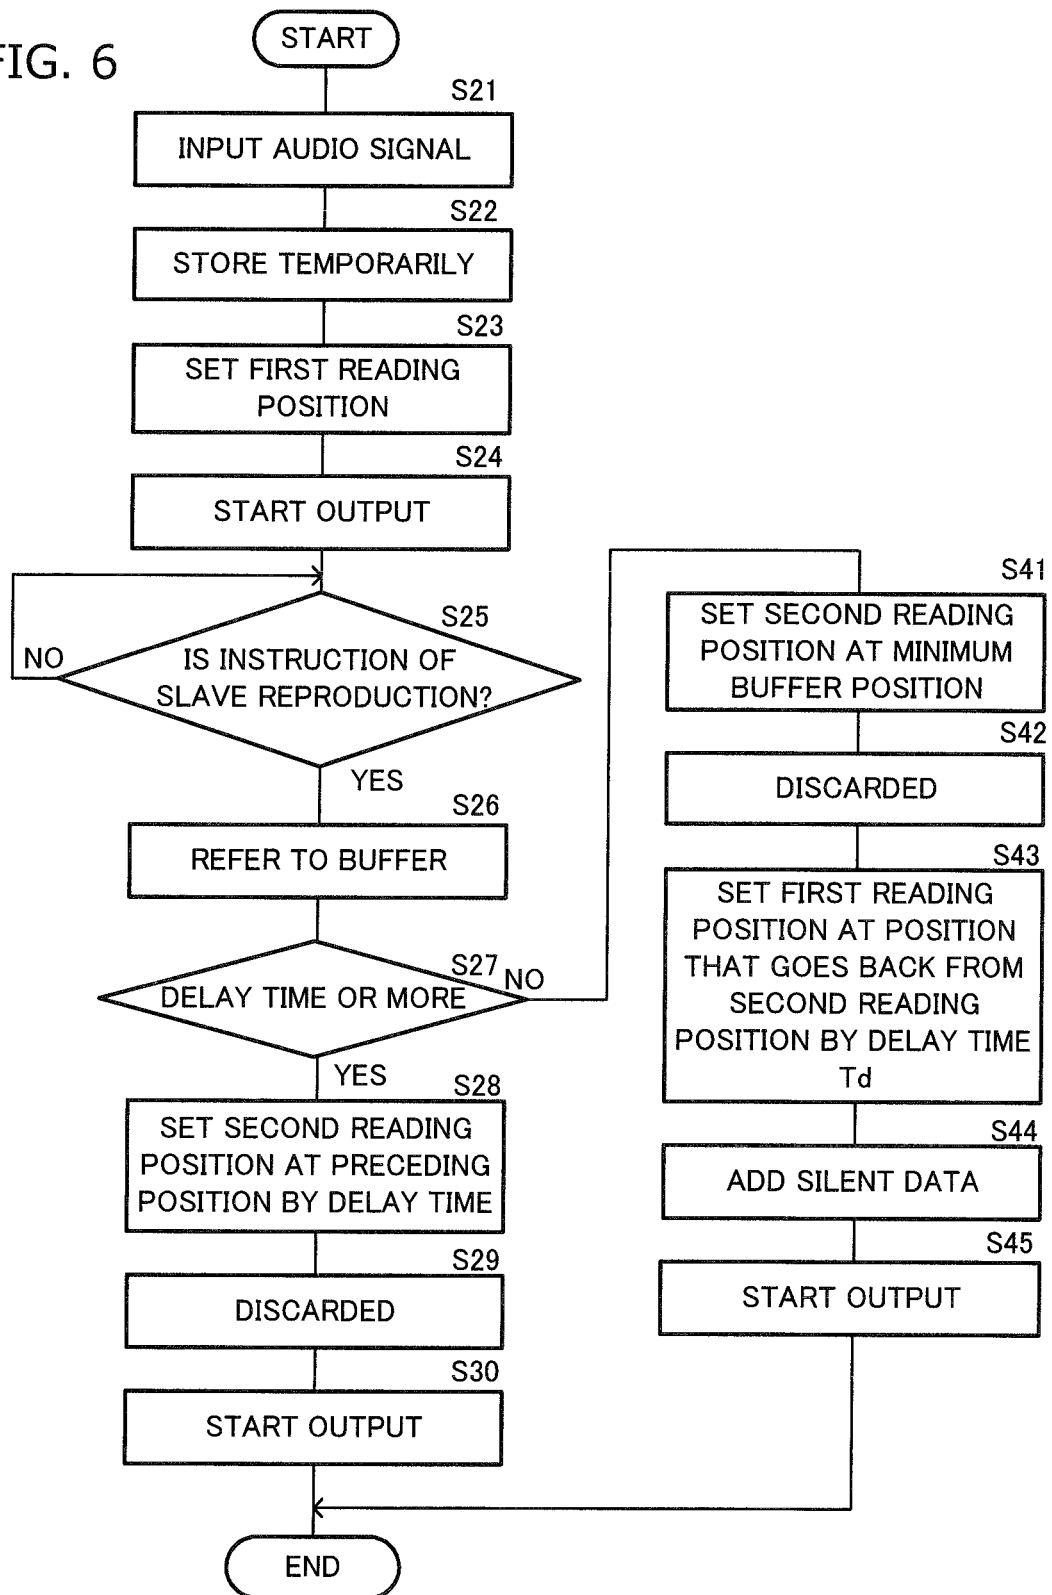 FIG. 6
START
S21
INPUT AUDIO SIGNAL
S22
STORE TEMPORARILY
S23
SET FIRST READING
POSITION
S24
START OUTPUT
S25
IS INSTRUCTION OF
SLAVE REPRODUCTION?
NO
YES
S26
REFER TO BUFFER
S27
DELAY TIME OR MORE
NO
YES
S28
SET SECOND READING
POSITION AT PRECEDING
POSITION BY DELAY TIME
S29
DISCARDED
S30
START OUTPUT
S41
SET SECOND READING
POSITION AT MINIMUM
BUFFER POSITION
S42
DISCARDED
S43
SET FIRST READING
POSITION AT POSITION
THAT GOES BACK FROM
SECOND READING
POSITION BY DELAY TIME
Td
S44
ADD SILENT DATA
S45
START OUTPUT
END